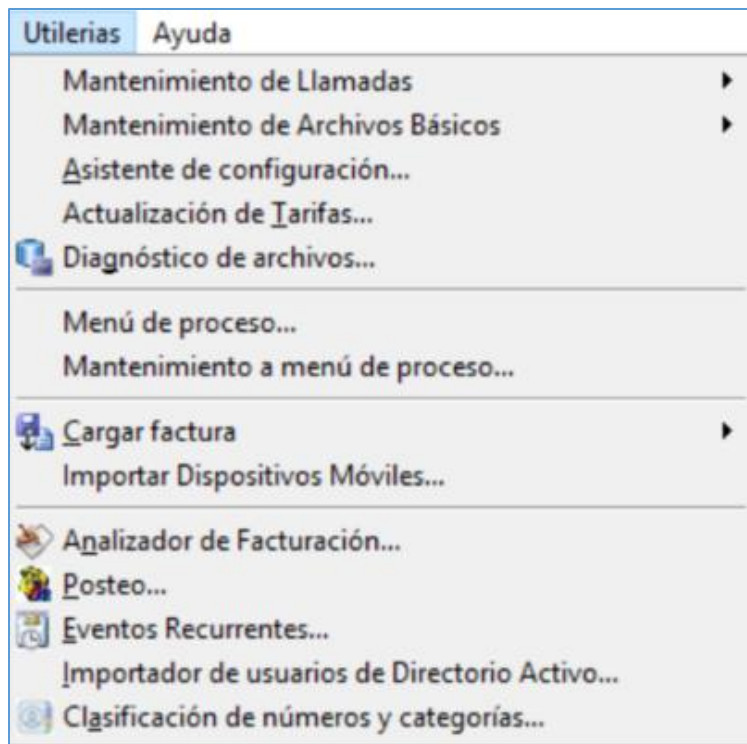 Utilerias Ayuda
Mantenimiento de Llamadas
Mantenimiento de Archivos Básicos
Asistente de configuración...
Actualización de Tarifas...
Diagnóstico de archivos...
Menú de proceso...
Mantenimiento a menú de proceso...
Cargar factura
Importar Dispositivos Móviles...
Analizador de Facturación...
Posteo...
Eventos Recurrentes...
Importador de usuarios de Directorio Activo...
Clasificación de números y categorías...